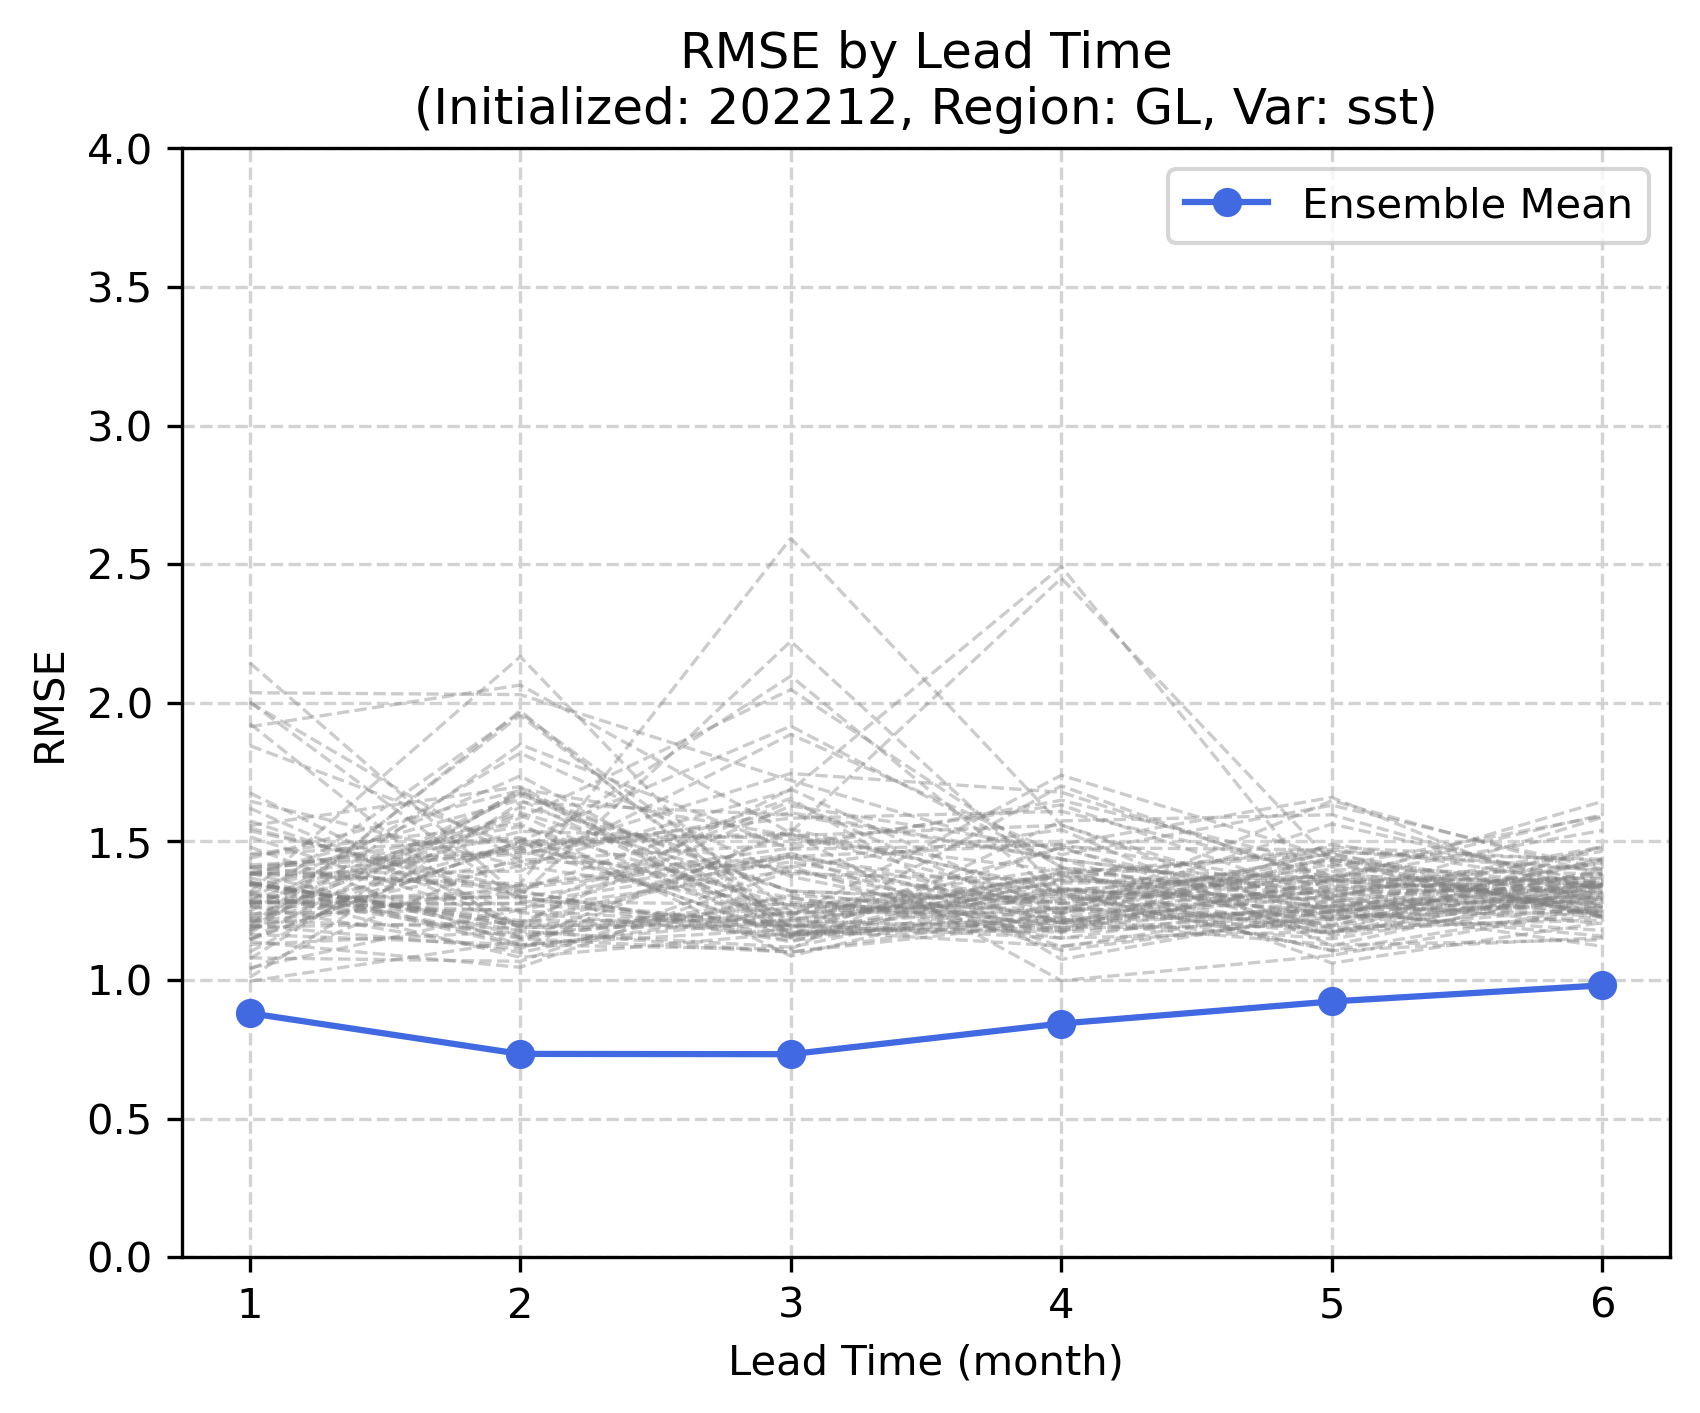 RMSE by Lead Time
(Initialized: 202212, Region: GL, Var: sst)
Ensemble Mean
4.0
3.5
3.0
2.5
2.0
1.5
1.0
0.5
0.0
RMSE
1 2 3 4 5 6
Lead Time (month)